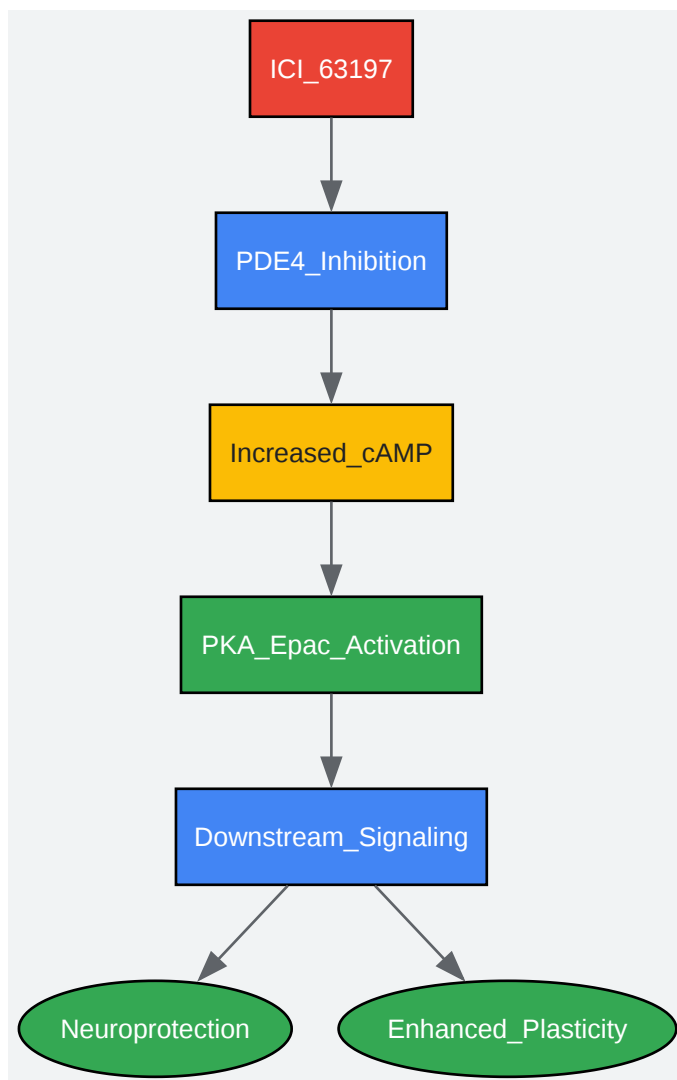 ICI_63197
PDE4_Inhibition
Increased_cAMP
PKA_Epac_Activation
Downstream_Signaling
Neuroprotection
Enhanced_Plasticity